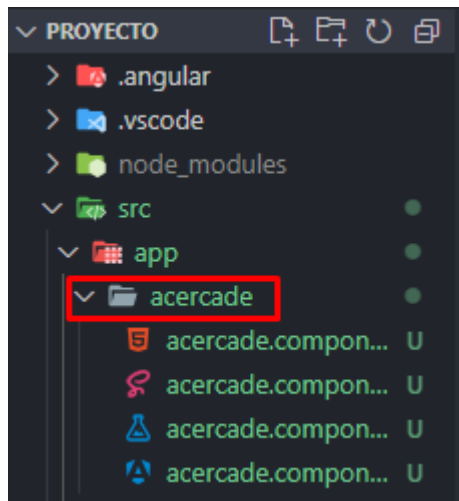 PROYECTO
.angular
.vscode
node_modules
src
app
acercade
acercade.compon... U
acercade.compon... U
acercade.compon... U
acercade.compon... U